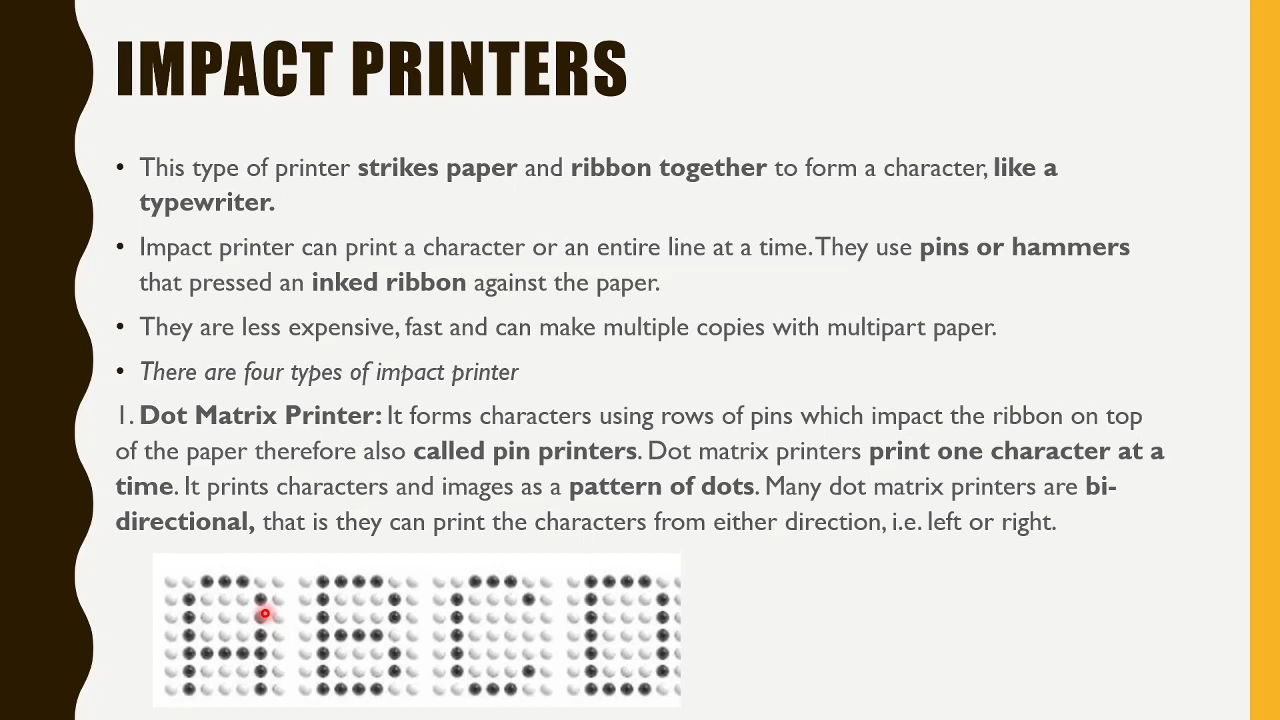 IMPACT PRINTERS
• This type of printer strikes paper and ribbon together to form a character, like a
typewriter.
• Impact printer can print a character or an entire line at a time. They use pins or hammers
that pressed an inked ribbon against the paper.
• They are less expensive, fast and can make multiple copies with multipart paper.
• There are four types of impact printer
1. Dot Matrix Printer: It forms characters using rows of pins which impact the ribbon on top
of the paper therefore also called pin printers. Dot matrix printers print one character at a
time. It prints characters and images as a pattern of dots. Many dot matrix printers are bi-
directional, that is they can print the characters from either direction, i.e. left or right.
A B C D